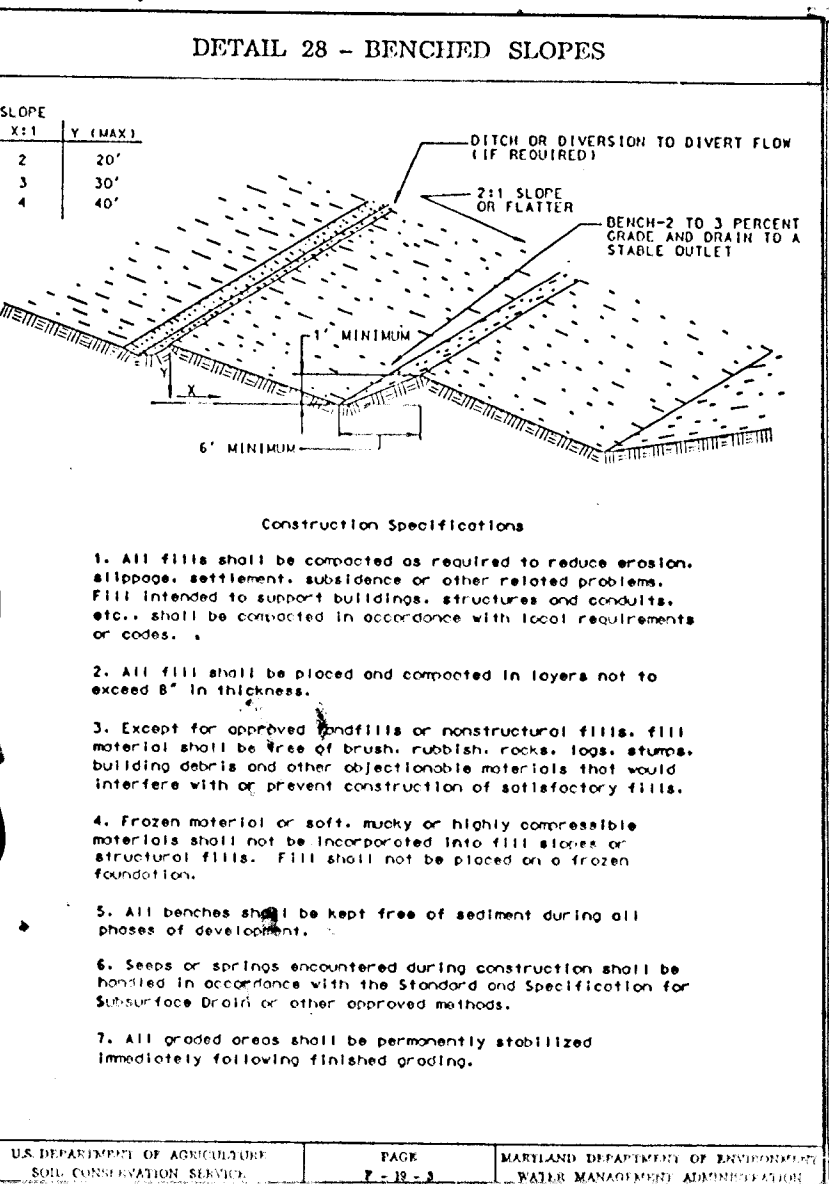 DETAIL 28 - BENCHED SLOPES
SLOPE
X:1 Y (MAX)
2 20'
3 30'
4 40'
DITCH OR DIVERSION TO DIVERT FLOW
(IF REQUIRED)
2:1 SLOPE
OR FLATTER
BENCH-2 TO 3 PERCENT
GRADE AND DRAIN TO A
STABLE OUTLET
1' MINIMUM
Y
X
6' MINIMUM
Construction Specifications
1. All fills shall be compacted as required to reduce erosion,
slippage, settlement, subsidence or other related problems.
Fill intended to support buildings, structures and conduits,
etc., shall be compacted in accordance with local requirements
or codes.
2. All fill shall be placed and compacted in layers not to
exceed 8" in thickness.
3. Except for approved landfills or nonstructural fills, fill
material shall be free of brush, rubbish, rocks, logs, stumps,
building debris and other objectionable materials that would
interfere with or prevent construction of satisfactory fills.
4. Frozen material or soft, mucky or highly compressible
materials shall not be incorporated into fill slopes or
structural fills. Fill shall not be placed on a frozen
foundation.
5. All benches shall be kept free of sediment during all
phases of development.
6. Seeps or springs encountered during construction shall be
handled in accordance with the Standard and Specification for
Subsurface Drain or other approved methods.
7. All graded areas shall be permanently stabilized
immediately following finished grading.
U.S. DEPARTMENT OF AGRICULTURE
SOIL CONSERVATION SERVICE
PAGE
F - 19 - 3
MARYLAND DEPARTMENT OF ENVIRONMENT
WATER MANAGEMENT ADMINISTRATION